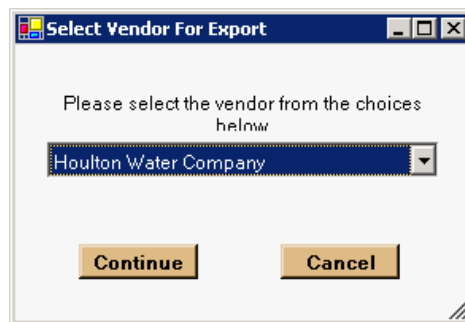 Select Vendor For Export
Please select the vendor from the choices
below
Houlton Water Company
Continue
Cancel